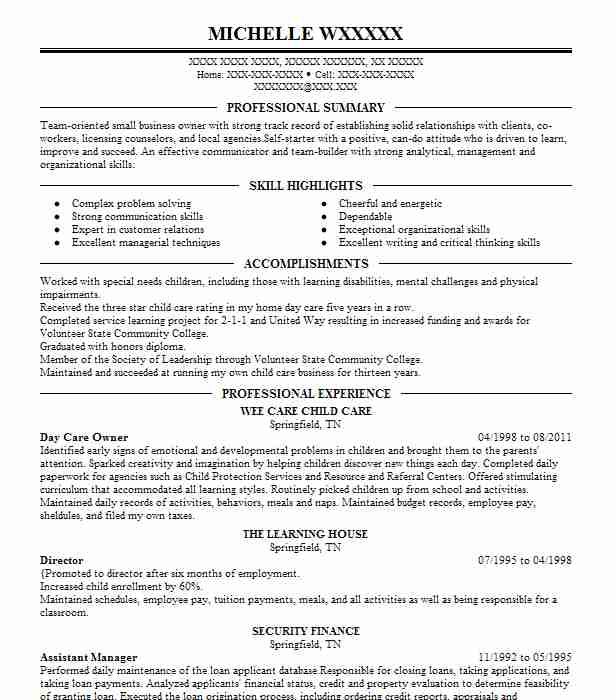 MICHELLE WXXXXX
XXXX XXXX XXXX, XXXXX XXXXXX, XX XXXXX
Home: XXX-XXX-XXXX • Cell: XXX-XXX-XXXX
XXXXXXX@XXX.XXX
PROFESSIONAL SUMMARY
Team-oriented small business owner with strong track record of establishing solid relationships with clients, co-
workers, licensing counselors, and local agencies.Self-starter with a positive, can-do attitude who is driven to learn,
improve and succeed. An effective communicator and team-builder with strong analytical, management and
organizational skills:
SKILL HIGHLIGHTS
• Complex problem solving
• Strong communication skills
• Expert in customer relations
• Excellent managerial techniques
• Cheerful and energetic
• Dependable
• Exceptional organizational skills
• Excellent writing and critical thinking skills
ACCOMPLISHMENTS
Worked with special needs children, including those with learning disabilities, mental challenges and physical
impairments.
Received the three star child care rating in my home day care five years in a row.
Completed service learning project for 2-1-1 and United Way resulting in increased funding and awards for
Volunteer State Community College.
Graduated with honors diploma.
Member of the Society of Leadership through Volunteer State Community College.
Maintained and succeeded at running my own child care business for thirteen years.
PROFESSIONAL EXPERIENCE
WEE CARE CHILD CARE
Springfield, TN
Day Care Owner 04/1998 to 08/2011
Identified early signs of emotional and developmental problems in children and brought them to the parents'
attention. Sparked creativity and imagination by helping children discover new things each day. Completed daily
paperwork for agencies such as Child Protection Services and Resource and Referral Centers. Offered stimulating
curriculum that accommodated all learning styles. Routinely picked children up from school and activities.
Maintained daily records of activities, behaviors, meals and naps. Maintained budget records, employee pay,
sheldules, and filed my own taxes.
THE LEARNING HOUSE
Springfield, TN
Director 07/1995 to 04/1998
{Promoted to director after six months of employment.
Increased child enrollment by 60%.
Maintained schedules, employee pay, tuition payments, meals, and all activities as well as being responsible for a
classroom.
SECURITY FINANCE
Springfield, TN
Assistant Manager 11/1992 to 05/1995
Performed daily maintenance of the loan applicant database.Responsible for closing loans, taking applications, and
taking loan payments. Analyzed applicants' financial status, credit and property evaluation to determine feasibility
of granting loan. Executed the loan origination process, including ordering credit reports, appraisals and